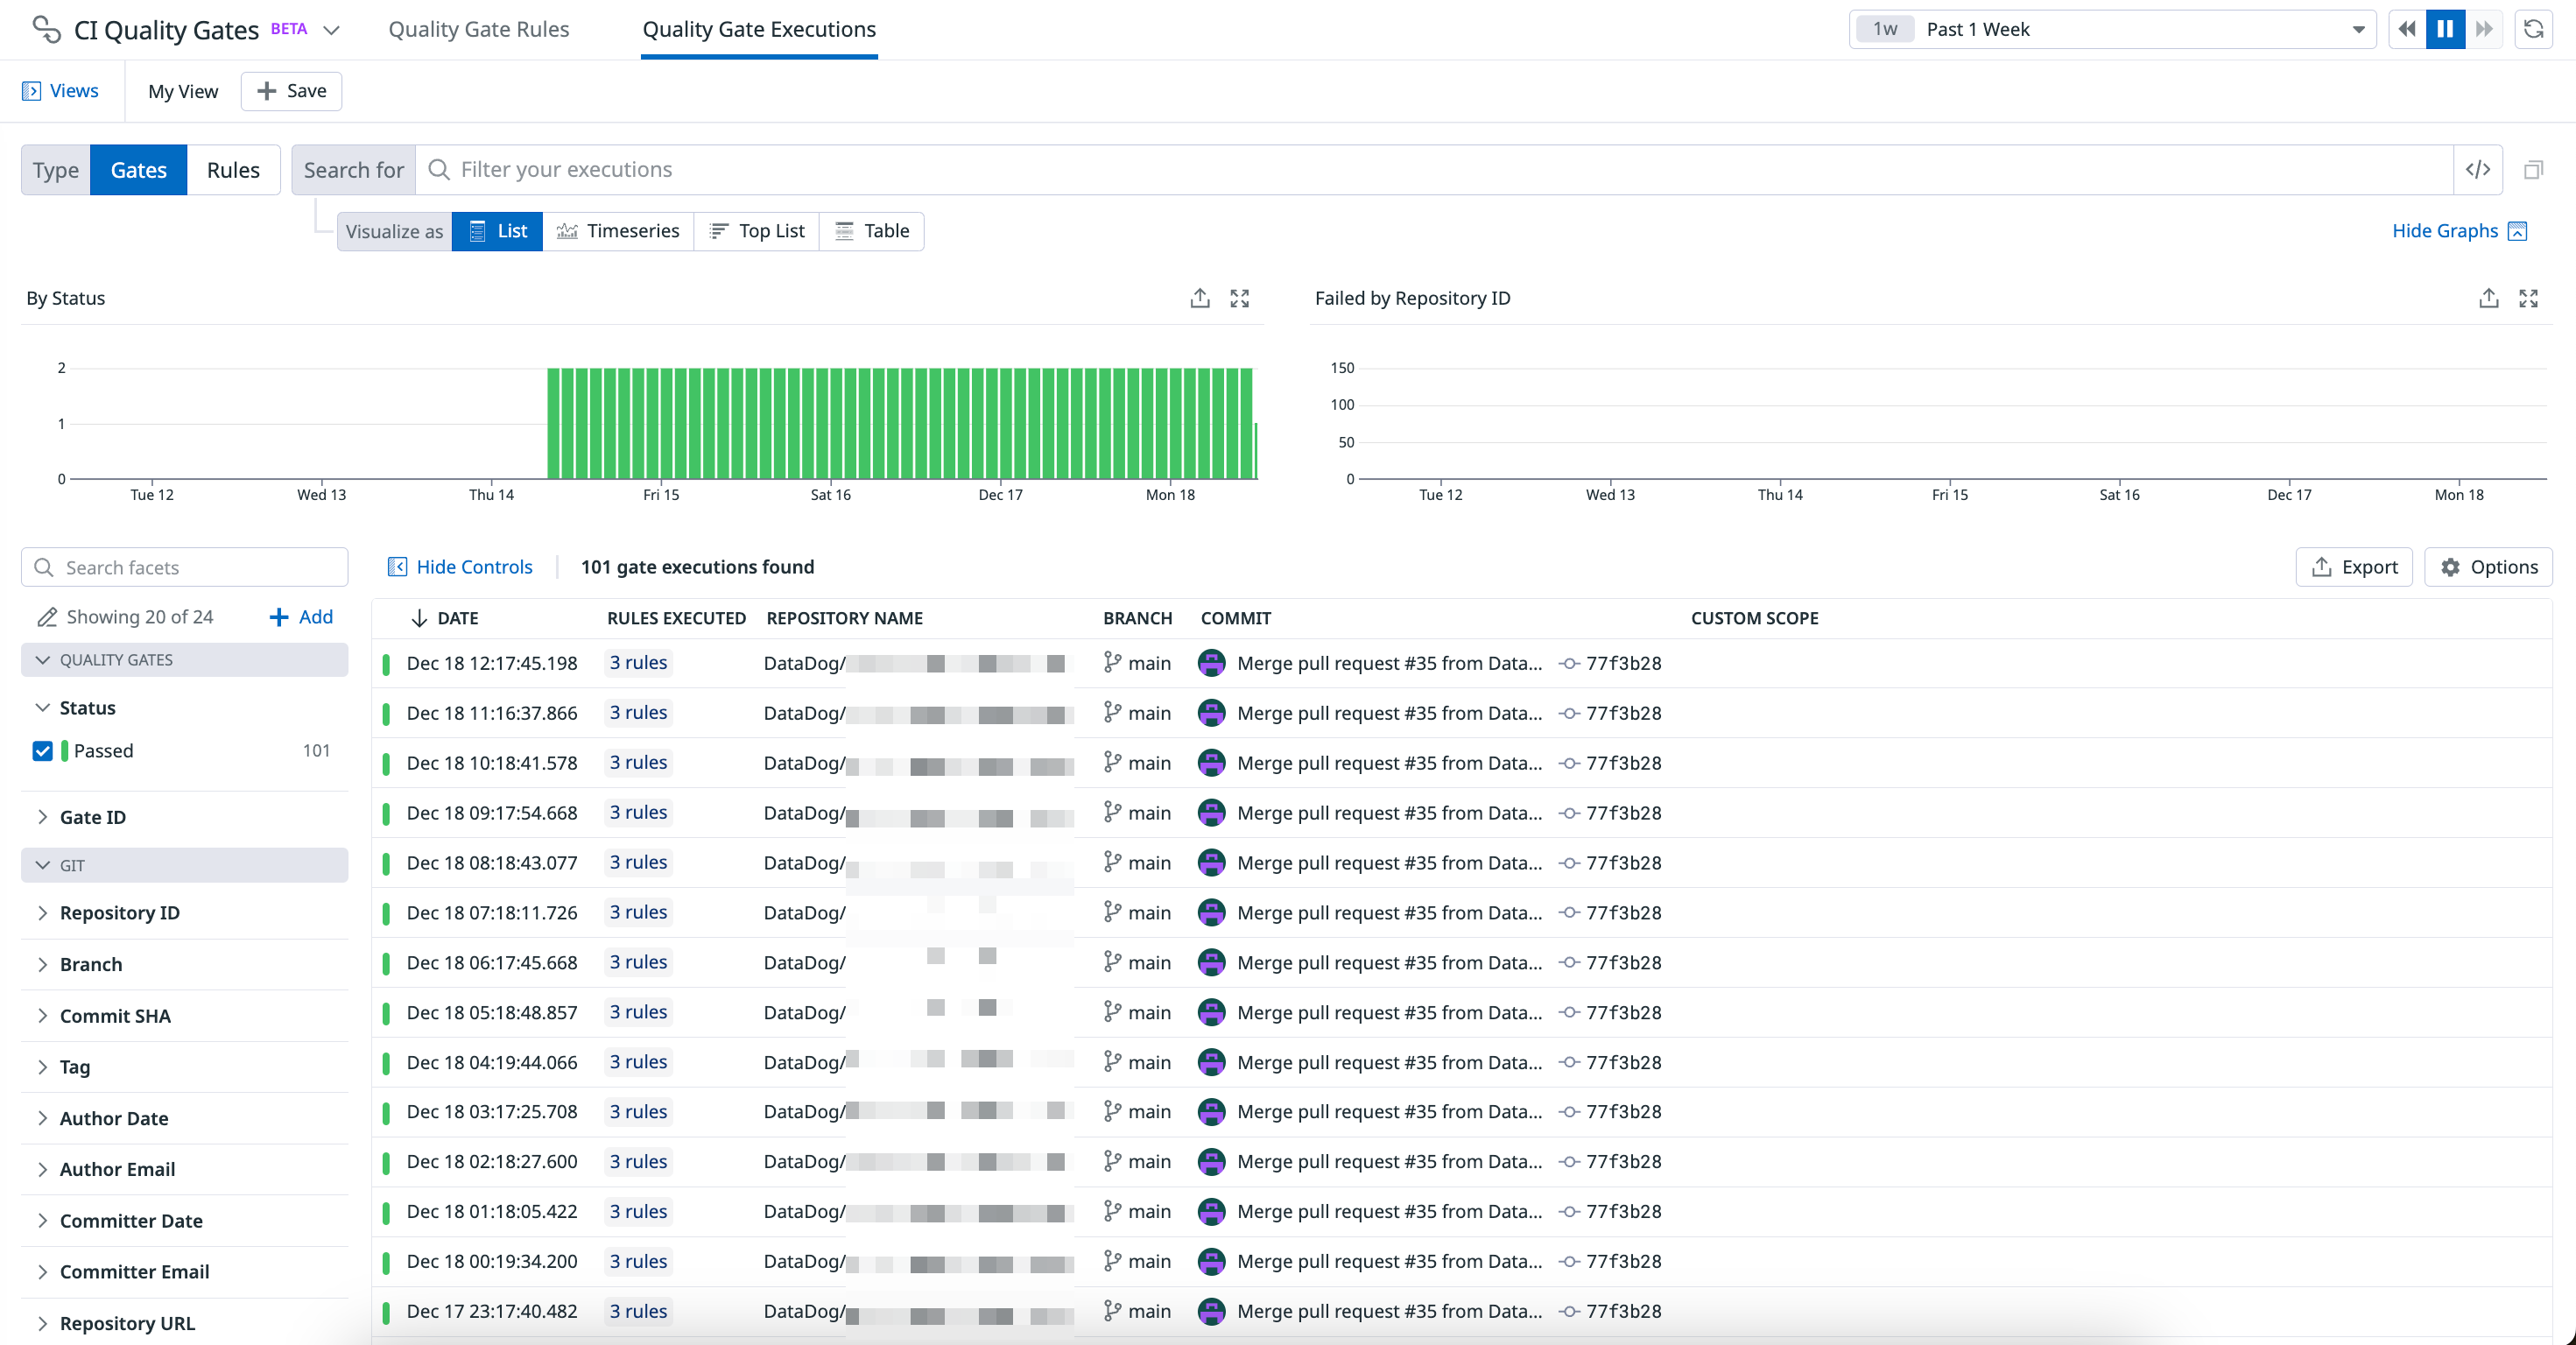 CI Quality Gates BETA Quality Gate Rules Quality Gate Executions 1w Past 1 Week
Views My View Save
Type Gates Rules Search for Filter your executions </>
Visualize as List Timeseries Top List Table Hide Graphs
By Status
2
1
0
Tue 12 Wed 13 Thu 14 Fri 15 Sat 16 Dec 17 Mon 18
Failed by Repository ID
150
100
50
0
Tue 12 Wed 13 Thu 14 Fri 15 Sat 16 Dec 17 Mon 18
Search facets
Showing 20 of 24 Add
QUALITY GATES
Status
Passed 101
Gate ID
GIT
Repository ID
Branch
Commit SHA
Tag
Author Date
Author Email
Committer Date
Committer Email
Repository URL
Hide Controls 101 gate executions found Export Options
DATE RULES EXECUTED REPOSITORY NAME BRANCH COMMIT CUSTOM SCOPE
Dec 18 12:17:45.198 3 rules DataDog/ main Merge pull request #35 from Data... 77f3b28
Dec 18 11:16:37.866 3 rules DataDog/ main Merge pull request #35 from Data... 77f3b28
Dec 18 10:18:41.578 3 rules DataDog/ main Merge pull request #35 from Data... 77f3b28
Dec 18 09:17:54.668 3 rules DataDog/ main Merge pull request #35 from Data... 77f3b28
Dec 18 08:18:43.077 3 rules DataDog/ main Merge pull request #35 from Data... 77f3b28
Dec 18 07:18:11.726 3 rules DataDog/ main Merge pull request #35 from Data... 77f3b28
Dec 18 06:17:45.668 3 rules DataDog/ main Merge pull request #35 from Data... 77f3b28
Dec 18 05:18:48.857 3 rules DataDog/ main Merge pull request #35 from Data... 77f3b28
Dec 18 04:19:44.066 3 rules DataDog/ main Merge pull request #35 from Data... 77f3b28
Dec 18 03:17:25.708 3 rules DataDog/ main Merge pull request #35 from Data... 77f3b28
Dec 18 02:18:27.600 3 rules DataDog/ main Merge pull request #35 from Data... 77f3b28
Dec 18 01:18:05.422 3 rules DataDog/ main Merge pull request #35 from Data... 77f3b28
Dec 18 00:19:34.200 3 rules DataDog/ main Merge pull request #35 from Data... 77f3b28
Dec 17 23:17:40.482 3 rules DataDog/ main Merge pull request #35 from Data... 77f3b28